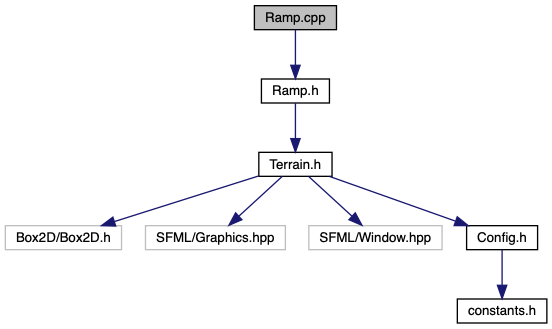 Ramp.cpp
Ramp.h
Terrain.h
Box2D/Box2D.h
SFML/Graphics.hpp
SFML/Window.hpp
Config.h
constants.h